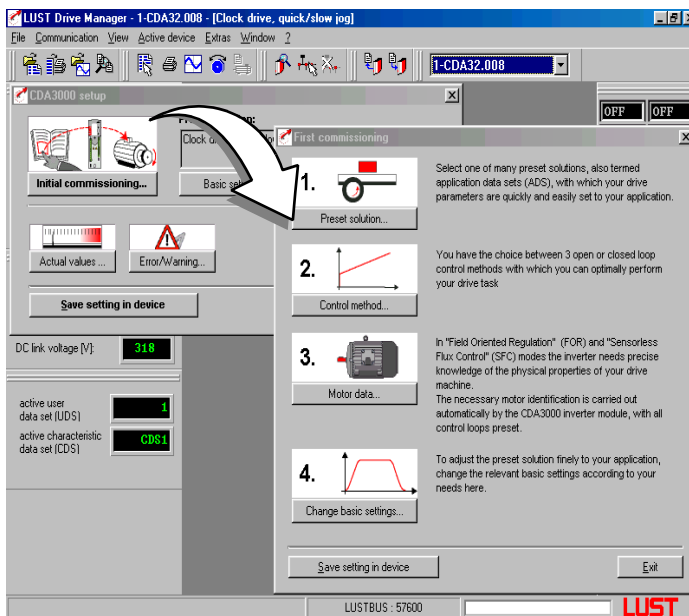 LUST Drive Manager - 1-CDA32.008 - [Clock drive, quick/slow jog]
File Communication View Active device Extras Window ?
1-CDA32.008
CDA3000 setup
OFF OFF
Clock
Initial commissioning...
Basic
Actual values ...
Error/Warning...
Save setting in device
DC link voltage [V]: 318
active user
data set (UDS)
1
active characteristic
data set (CDS)
CDS1
First commissioning
1.
Preset solution...
Select one of many preset solutions, also termed
application data sets (ADS), with which your drive
parameters are quickly and easily set to your application.
2.
Control method...
You have the choice between 3 open or closed loop
control methods with which you can optimally perform
your drive task
3.
Motor data...
In "Field Oriented Regulation" (FOR) and "Sensorless
Flux Control" (SFC) modes the inverter needs precise
knowledge of the physical properties of your drive
machine.
The necessary motor identification is carried out
automatically by the CDA3000 inverter module, with all
control loops preset.
4.
Change basic settings...
To adjust the preset solution finely to your application,
change the relevant basic settings according to your
needs here.
Save setting in device
Exit
LUSTBUS : 57600
LUST